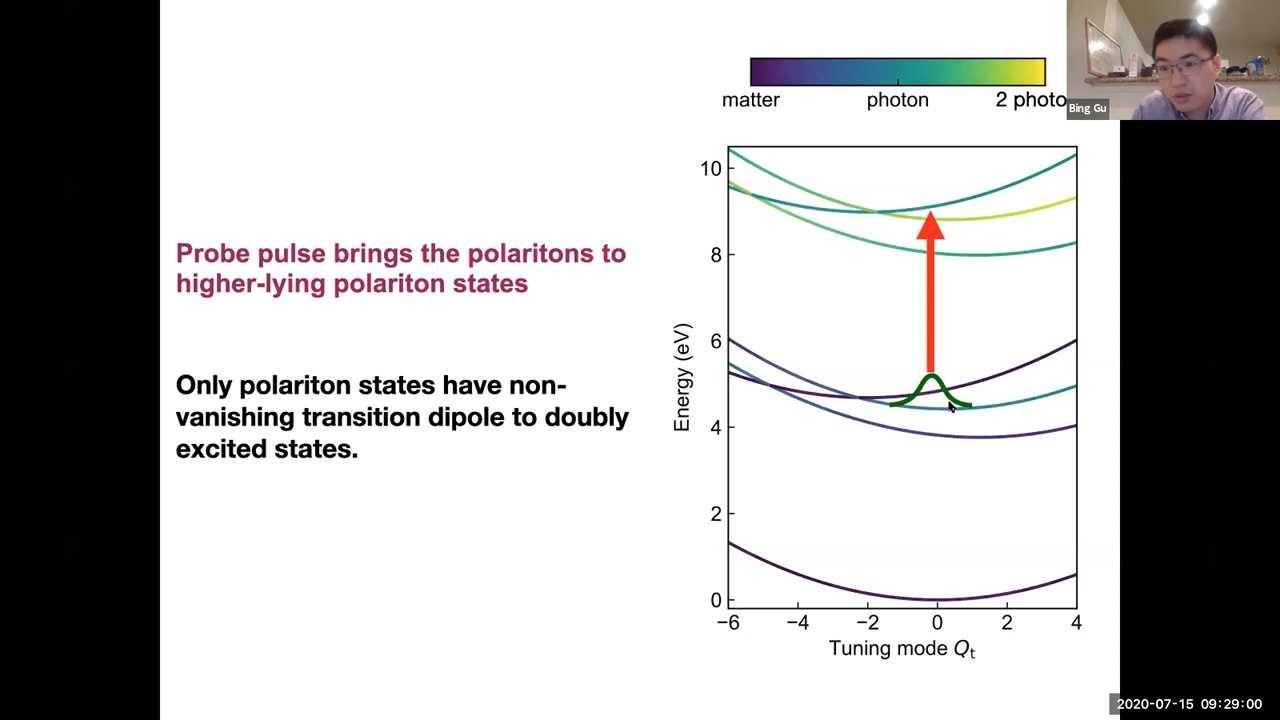 matter photon 2 photo
Bing Gu
Probe pulse brings the polaritons to
higher-lying polariton states
Only polariton states have non-
vanishing transition dipole to doubly
excited states.
Energy (eV)
10
8
6
4
2
0
−6 −4 −2 0 2 4
Tuning mode Qt
2020-07-15 09:29:00